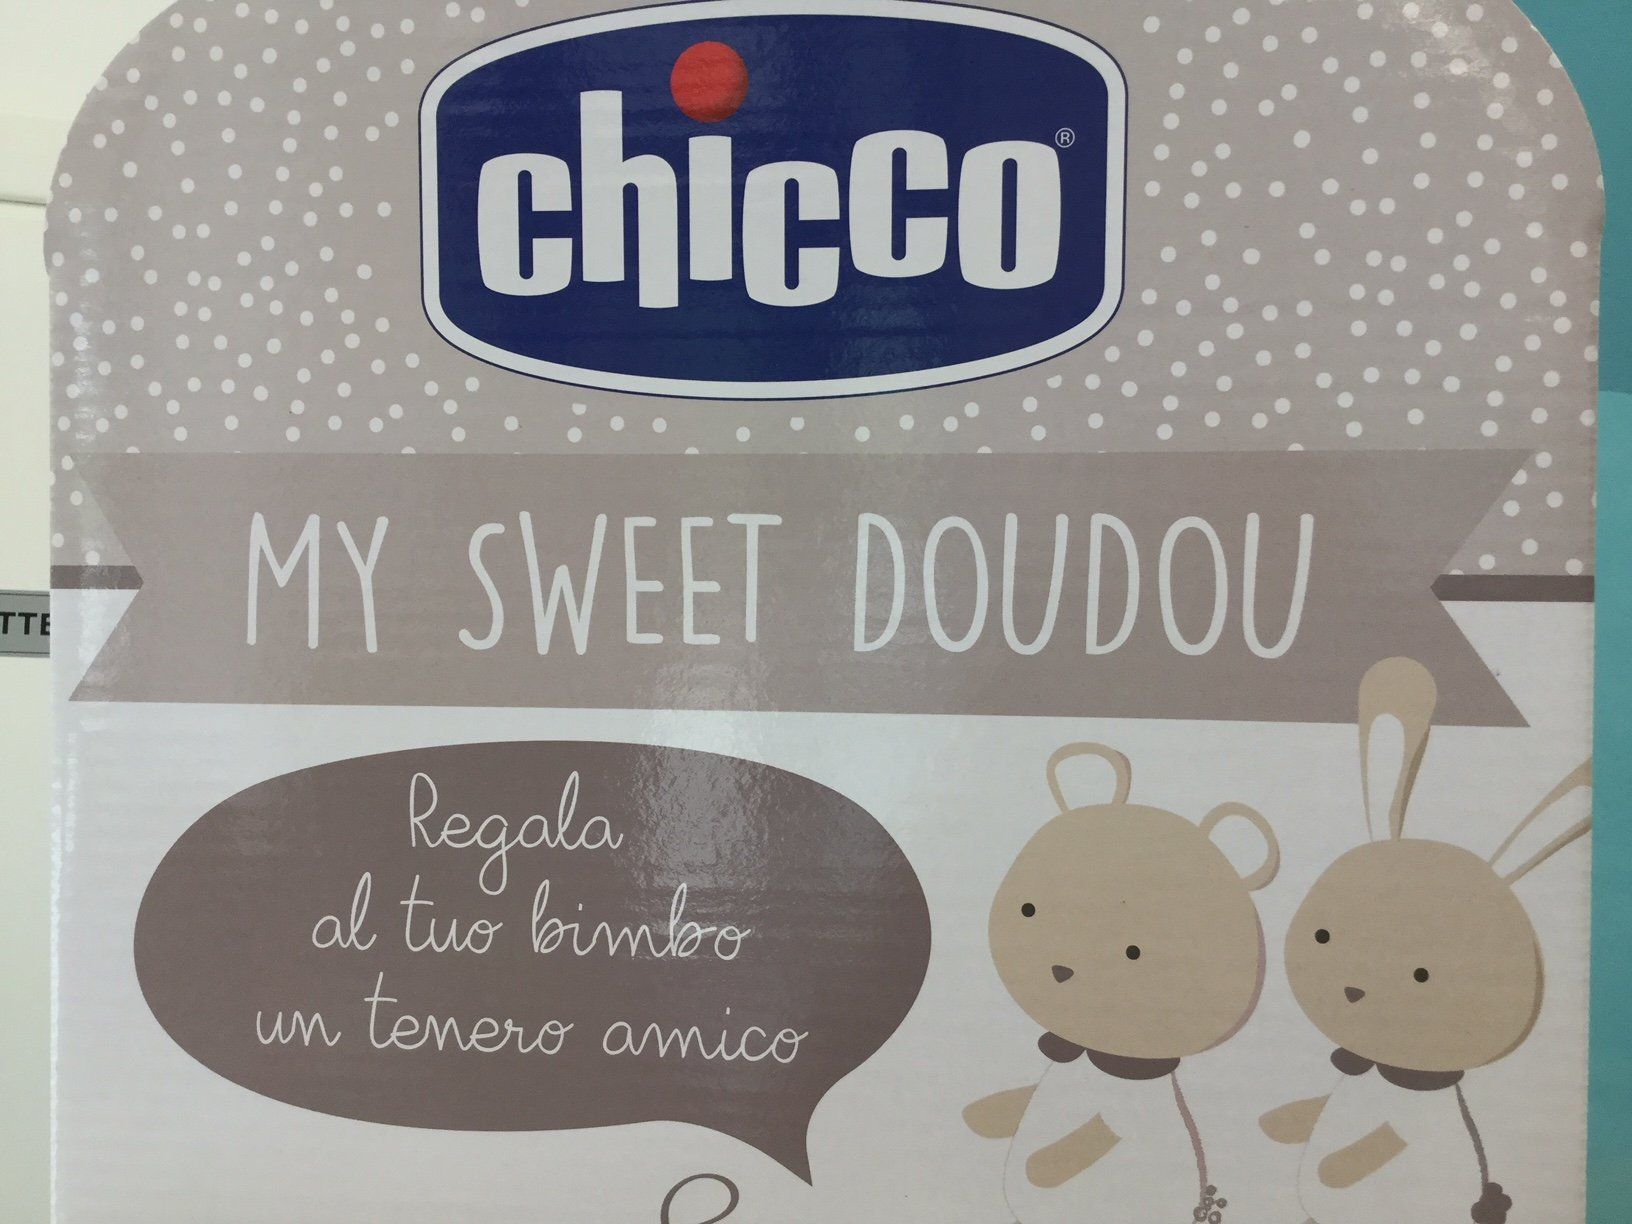 chicco®
MY SWEET DOUDOU
Regala
al tuo bimbo
un tenero amico